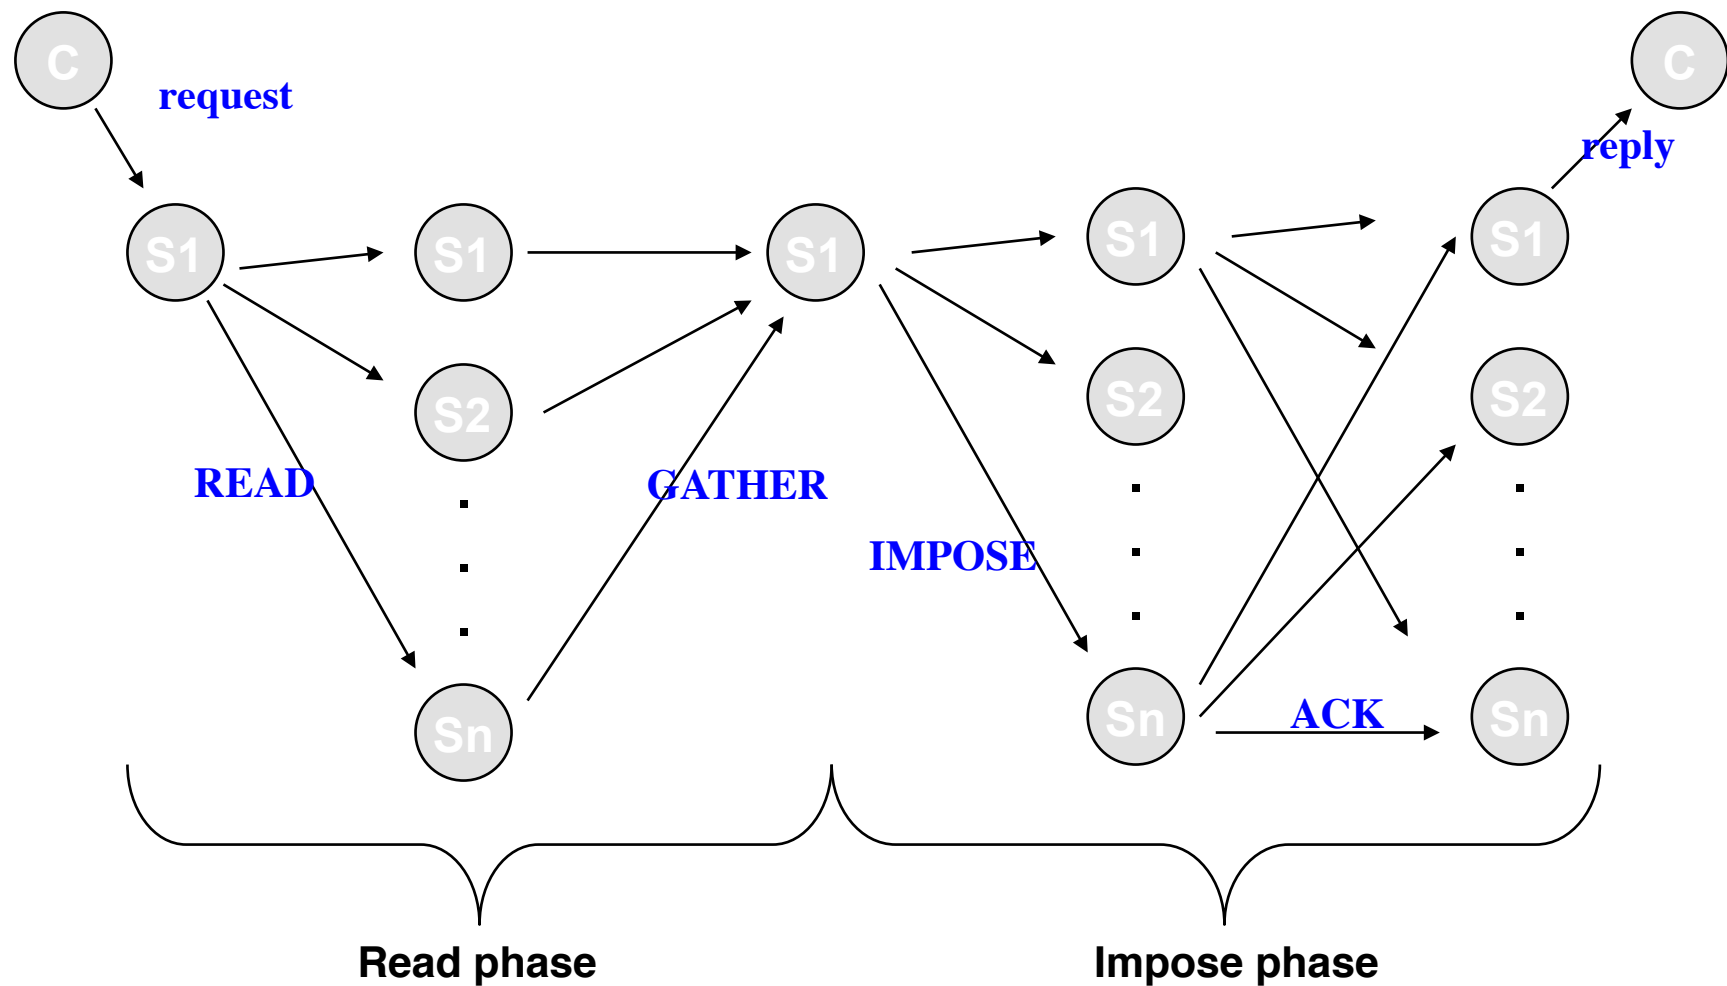 C
C
request
reply
S1
S1
S1
S1
S1
S2
S2
S2
READ
GATHER
IMPOSE
Sn
Sn
ACK
Sn
Read phase
Impose phase